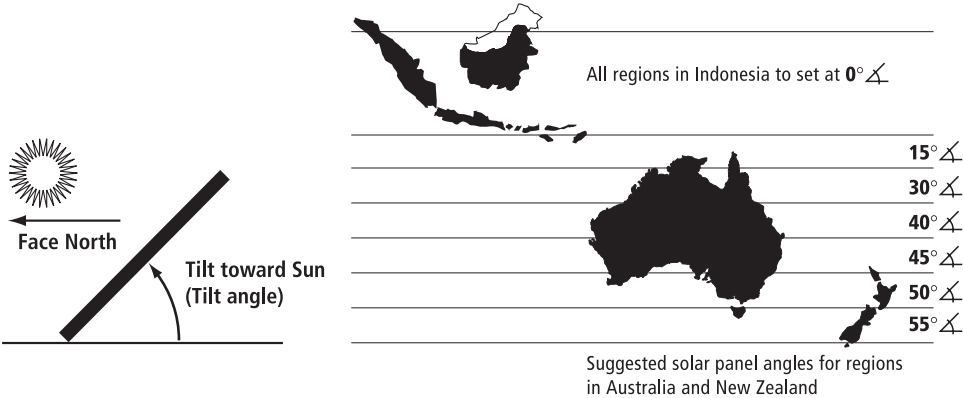 Face North
Tilt toward Sun
(Tilt angle)
All regions in Indonesia to set at 0°∡
15°∡
30°∡
40°∡
45°∡
50°∡
55°∡
Suggested solar panel angles for regions
in Australia and New Zealand